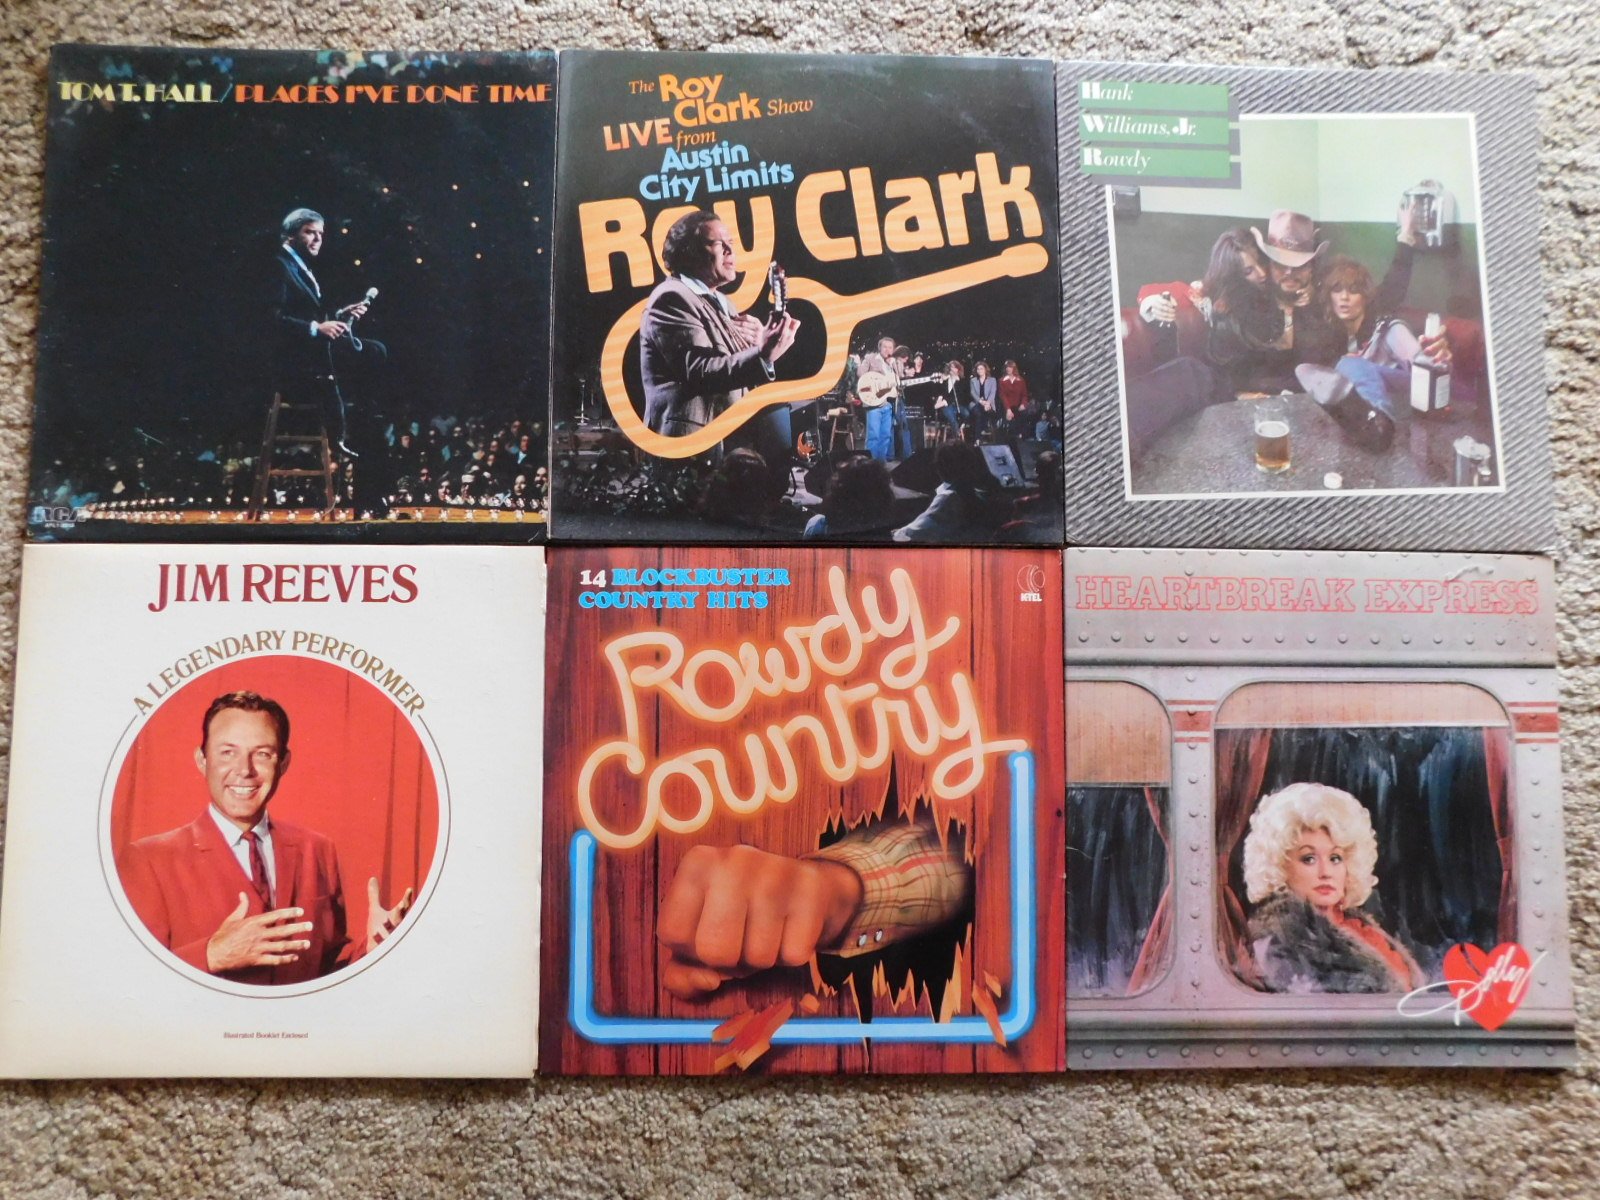 TOM T. HALL / PLACES I'VE DONE TIME
RCA
The Roy
Clark Show
LIVE from
Austin
City Limits
Roy Clark
Hank
Williams, Jr.
Rowdy
JIM REEVES
A LEGENDARY PERFORMER
Illustrated Booklet Enclosed
14 BLOCKBUSTER
COUNTRY HITS
K-TEL
Rowdy
Country
HEARTBREAK EXPRESS
Dolly